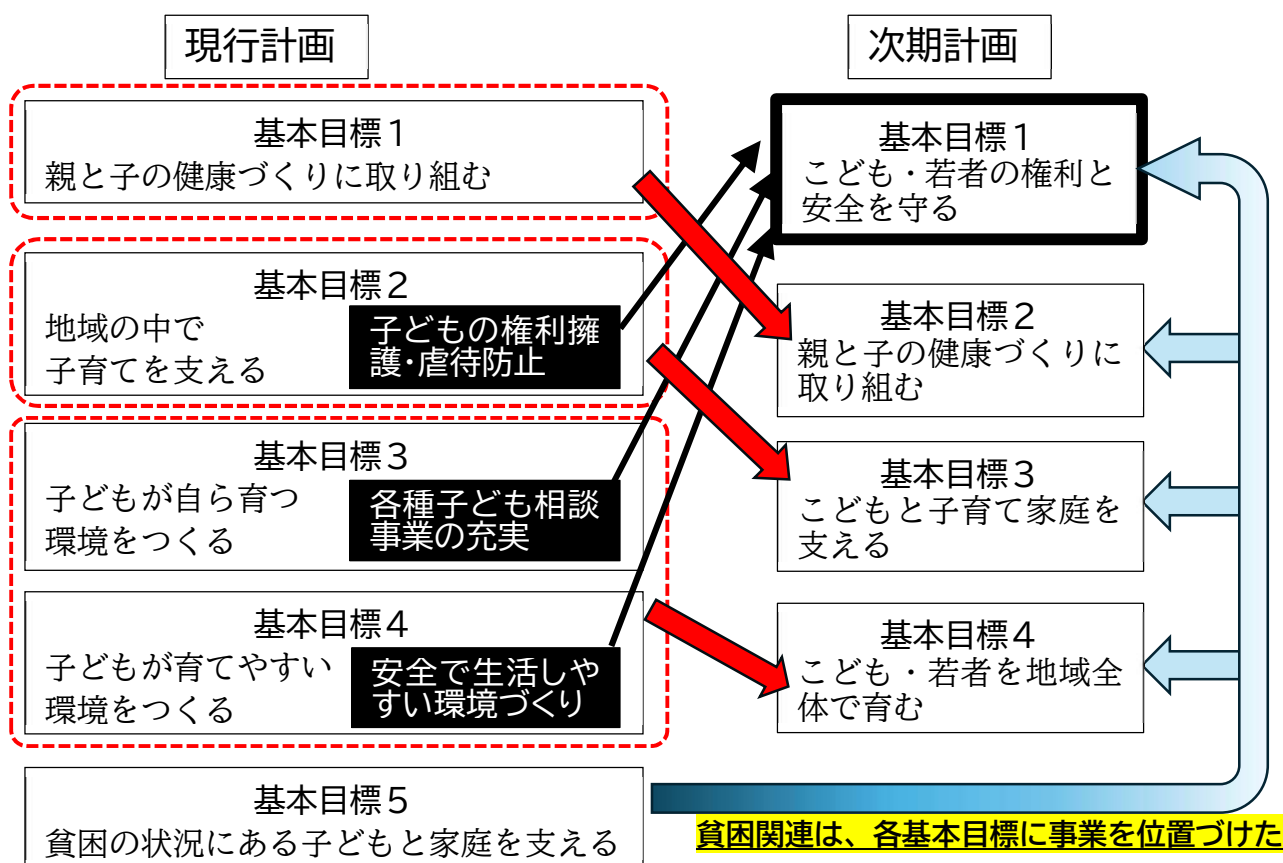 現行計画
基本目標１
親と子の健康づくりに取り組む
基本目標２
地域の中で
子育てを支える
子どもの権利擁
護・虐待防止
基本目標３
子どもが自ら育つ
環境をつくる
各種子ども相談
事業の充実
基本目標４
子どもが育てやすい
環境をつくる
安全で生活しや
すい環境づくり
基本目標５
貧困の状況にある子どもと家庭を支える
次期計画
基本目標１
こども・若者の権利と
安全を守る
基本目標２
親と子の健康づくりに
取り組む
基本目標３
こどもと子育て家庭を
支える
基本目標４
こども・若者を地域全
体で育む
貧困関連は、各基本目標に事業を位置づけた